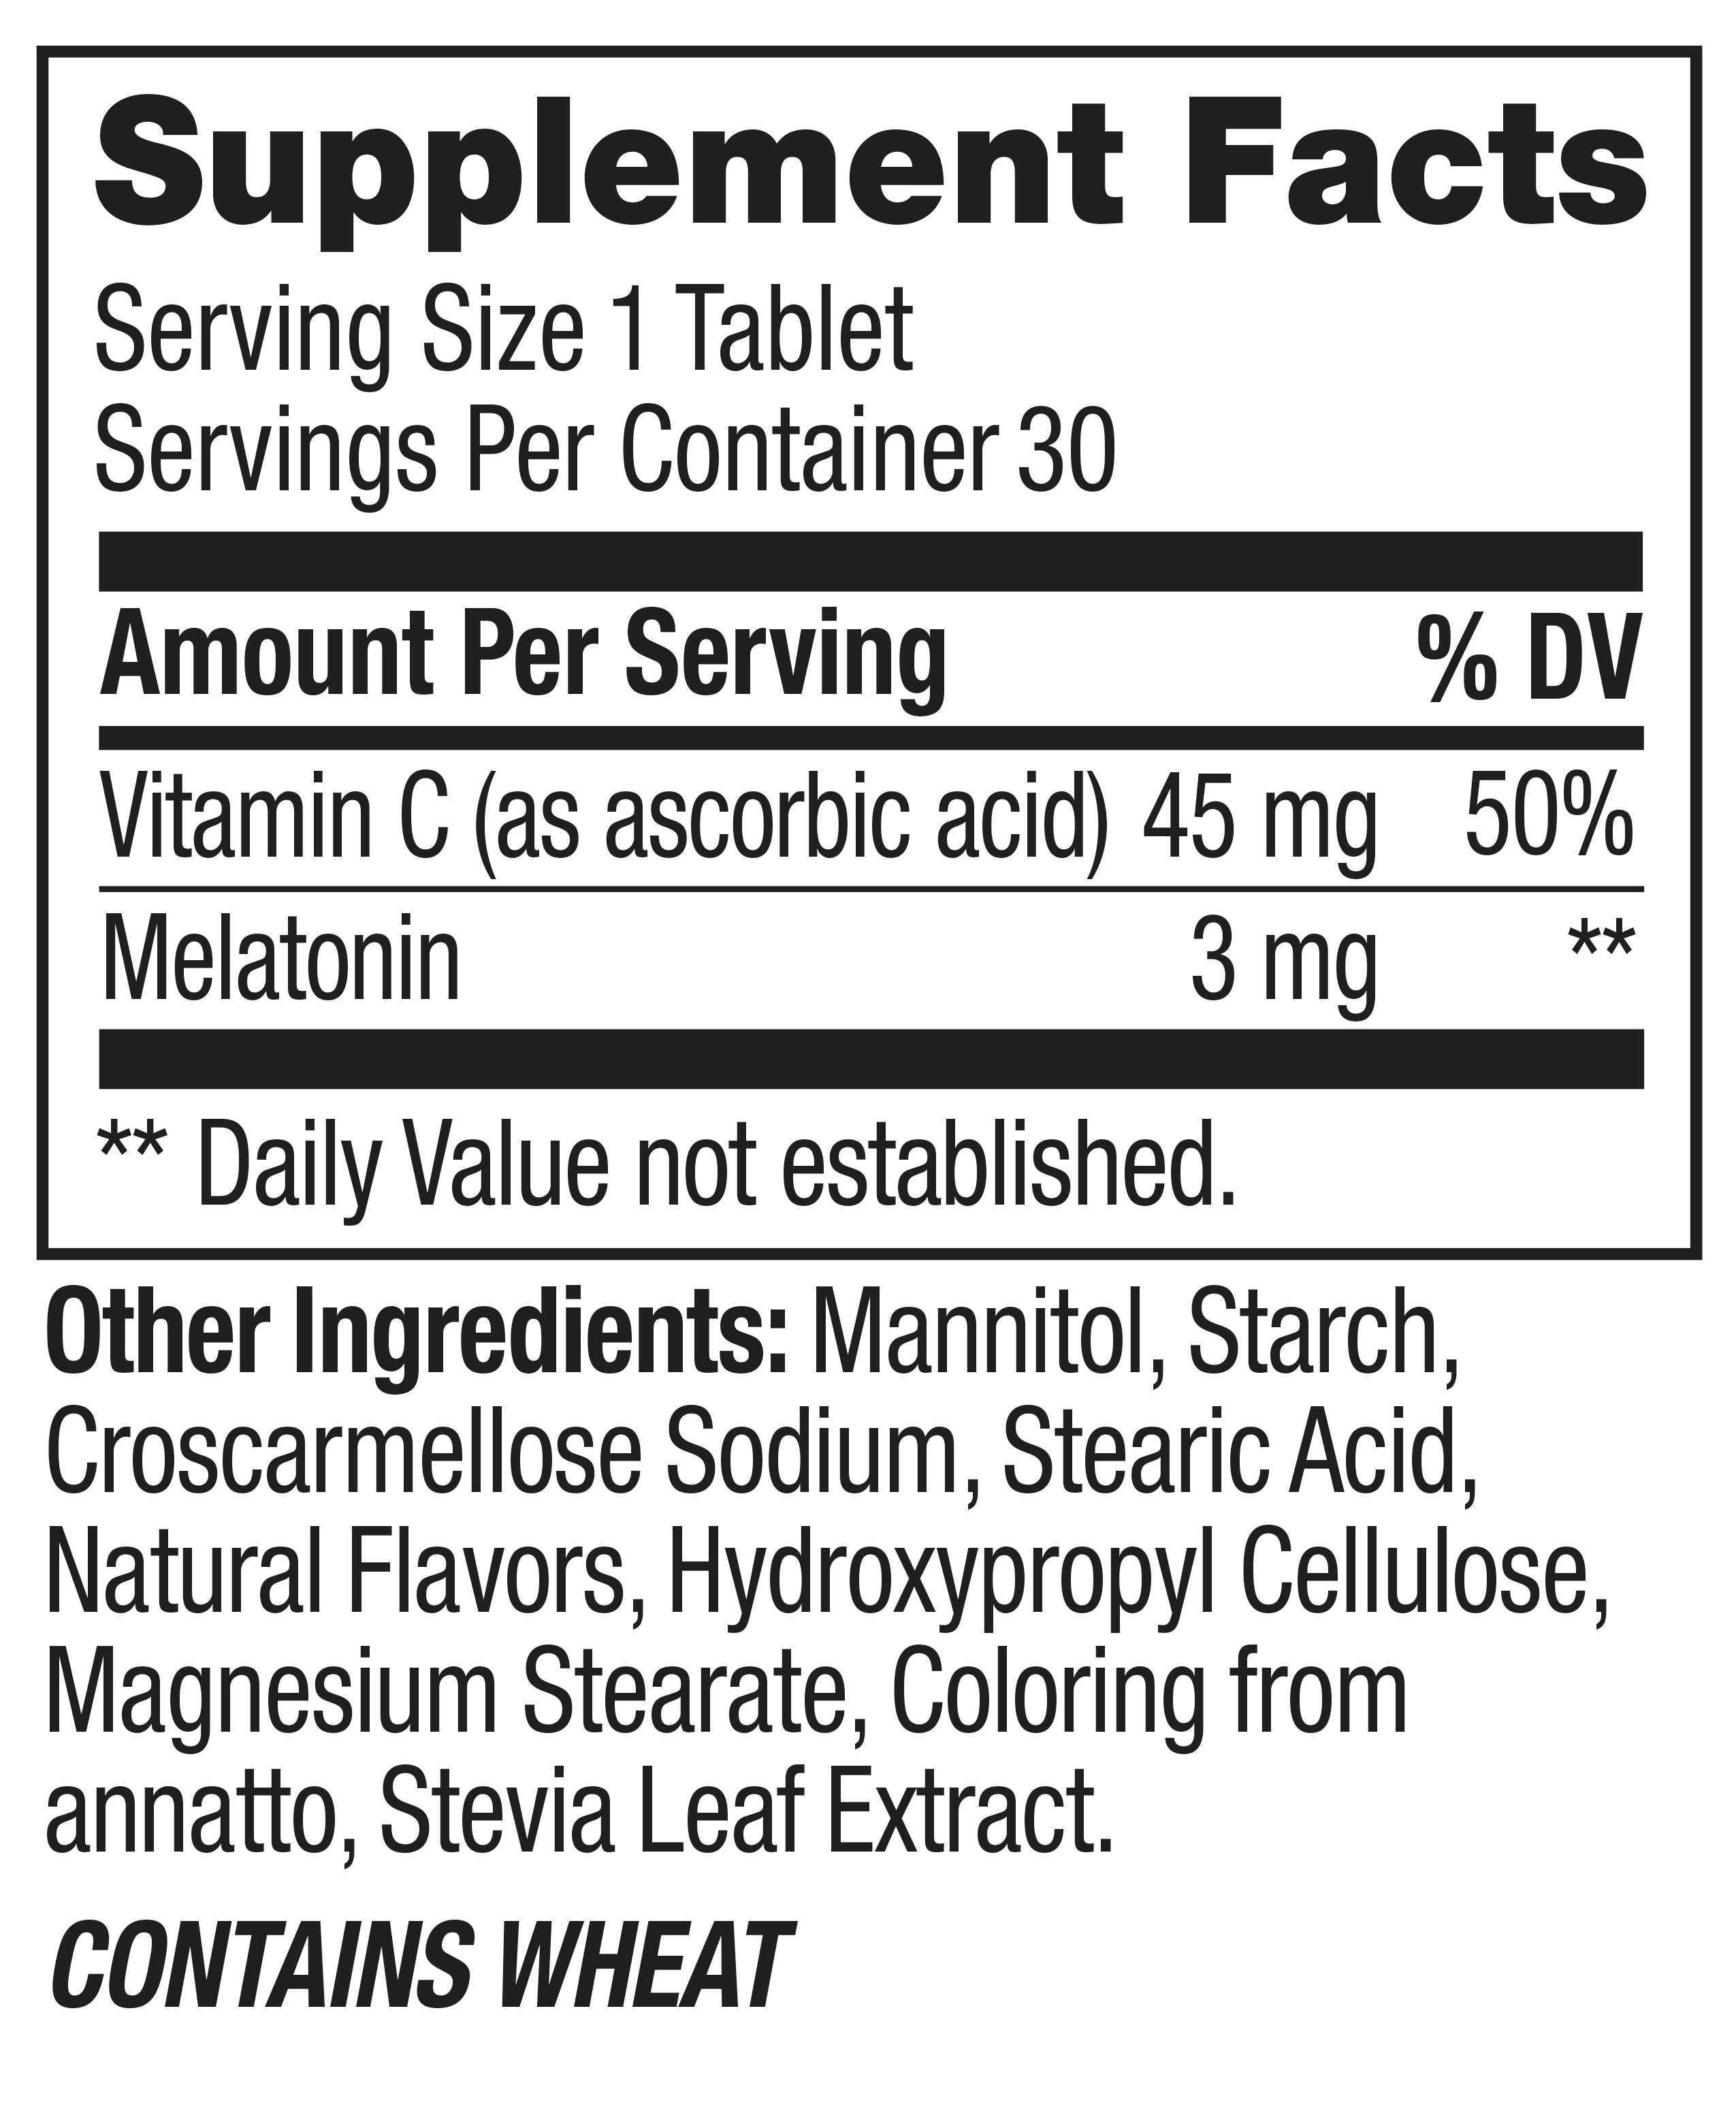 Supplement Facts
Serving Size 1 Tablet
Servings Per Container 30
Amount Per Serving % DV
Vitamin C (as ascorbic acid) 45 mg 50%
Melatonin 3 mg **
** Daily Value not established.
Other Ingredients: Mannitol, Starch,
Croscarmellose Sodium, Stearic Acid,
Natural Flavors, Hydroxypropyl Cellulose,
Magnesium Stearate, Coloring from
annatto, Stevia Leaf Extract.
CONTAINS WHEAT